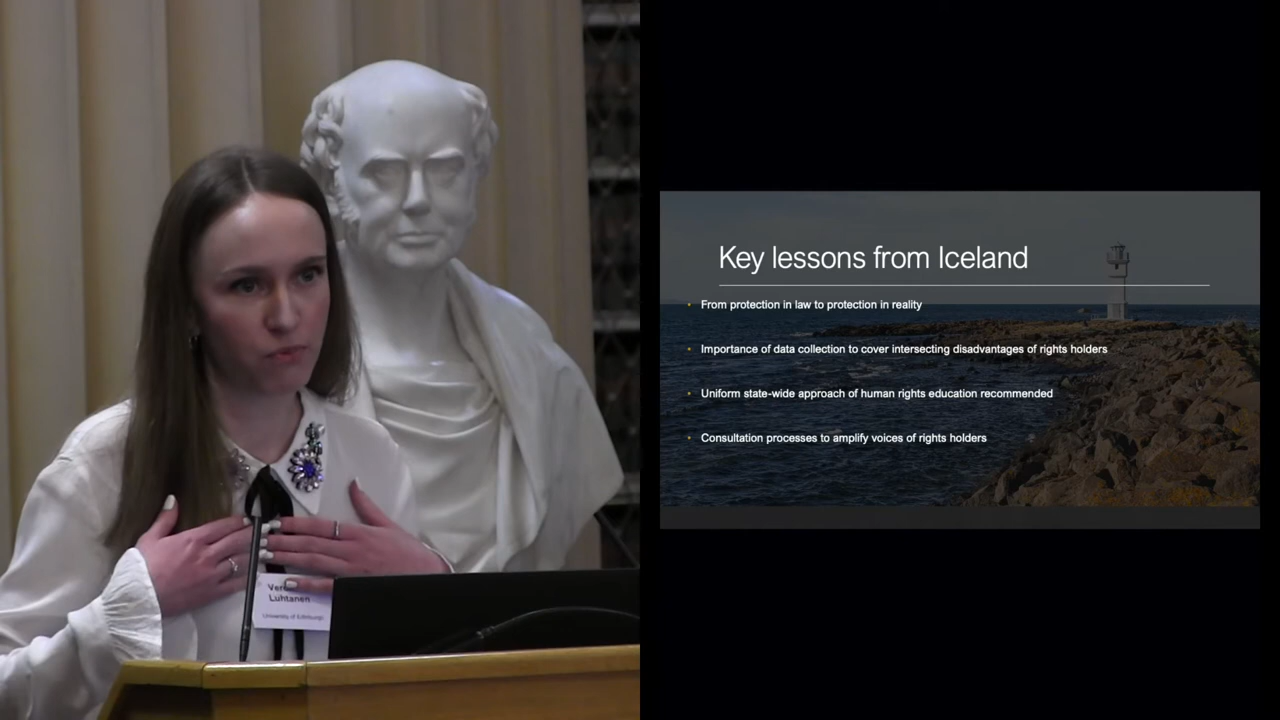 Luhtanen
University of Edinburgh
Key lessons from Iceland
From protection in law to protection in reality
Importance of data collection to cover intersecting disadvantages of rights holders
Uniform state-wide approach of human rights education recommended
Consultation processes to amplify voices of rights holders